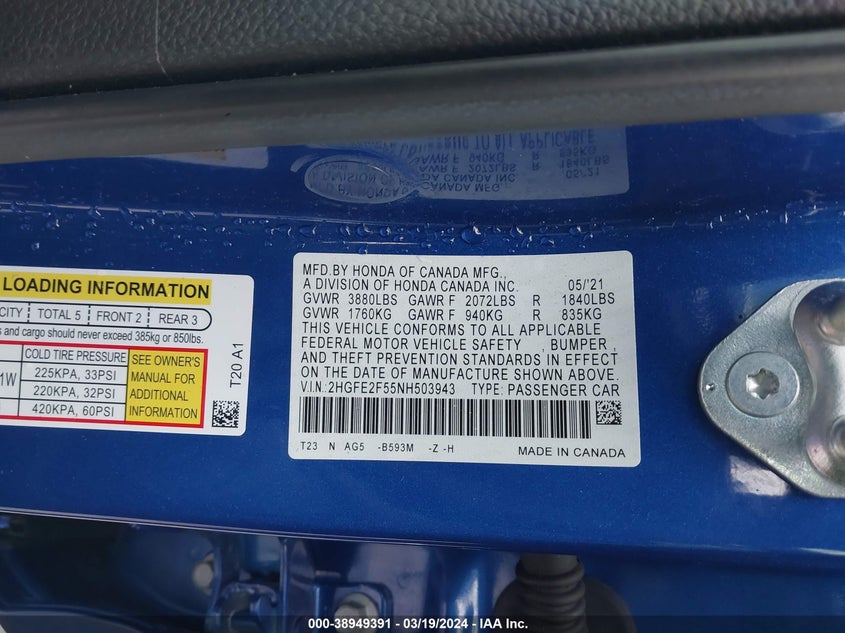 MFD.BY HONDA OF CANADA MFG.,
A DIVISION OF HONDA CANADA INC. 05/'21
GVWR 3880LBS GAWR F 2072LBS R 1840LBS
GVWR 1760KG GAWR F 940KG R 835KG
THIS VEHICLE CONFORMS TO ALL APPLICABLE
FEDERAL MOTOR VEHICLE SAFETY , BUMPER ,
AND THEFT PREVENTION STANDARDS IN EFFECT
ON THE DATE OF MANUFACTURE SHOWN ABOVE.
V.I.N.: 2HGFE2F55NH503943 TYPE: PASSENGER CAR
T23 N AG5 -B593M -Z -H MADE IN CANADA
LOADING INFORMATION
CITY TOTAL 5 FRONT 2 REAR 3
s and cargo should never exceed 385kg or 850lbs.
COLD TIRE PRESSURE
1W 225KPA, 33PSI
220KPA, 32PSI
420KPA, 60PSI
SEE OWNER'S
MANUAL FOR
ADDITIONAL
INFORMATION
T20 A1
000-38949391 - 03/19/2024 - IAA Inc.